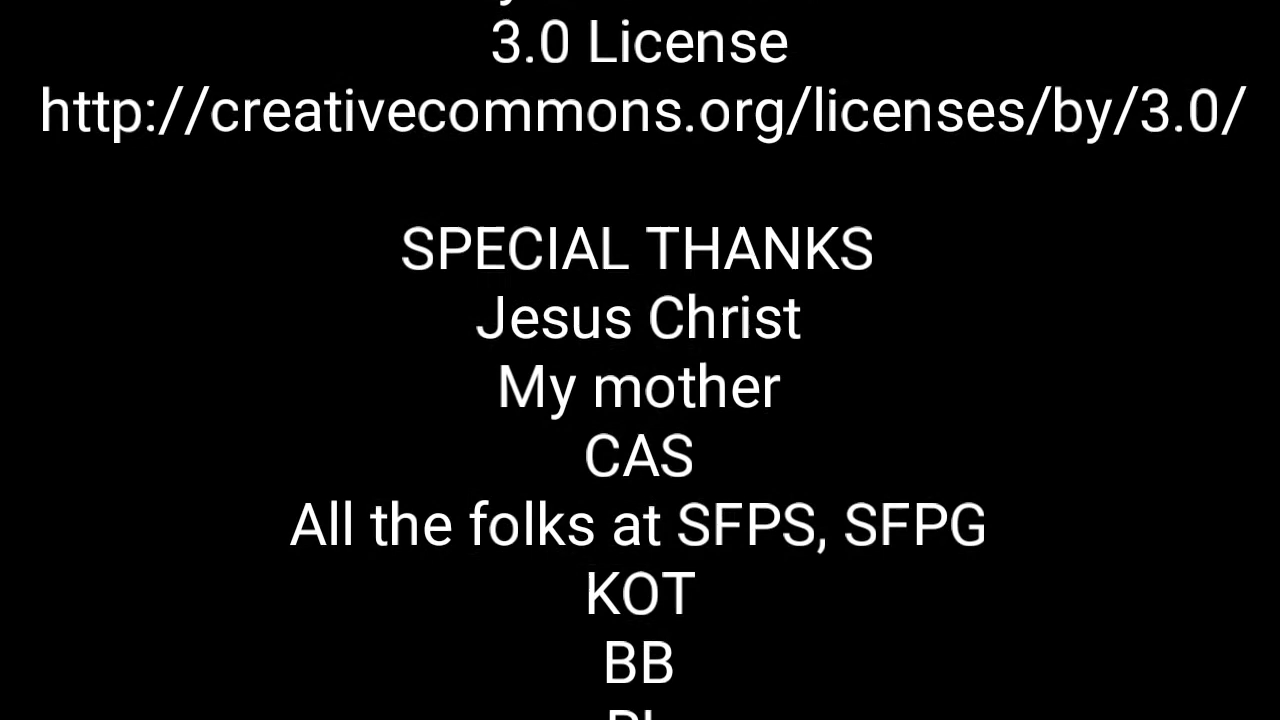 3.0 License
http://creativecommons.org/licenses/by/3.0/
SPECIAL THANKS
Jesus Christ
My mother
CAS
All the folks at SFPS, SFPG
KOT
BB